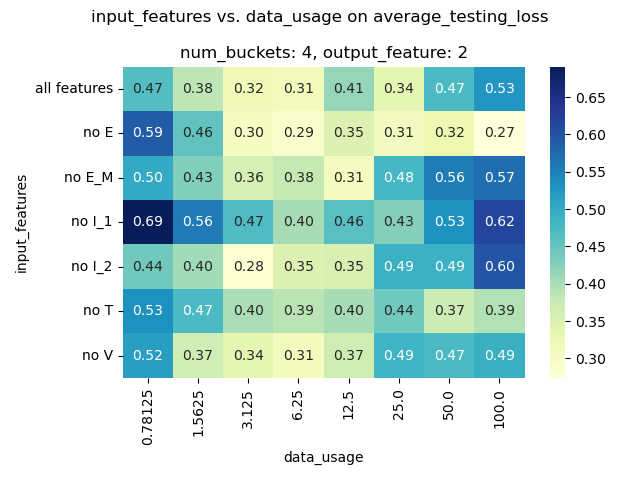 input_features vs. data_usage on average_testing_loss
num_buckets: 4, output_feature: 2
input_features
all features 0.47 0.38 0.32 0.31 0.41 0.34 0.47 0.53
no E 0.59 0.46 0.30 0.29 0.35 0.31 0.32 0.27
no E_M 0.50 0.43 0.36 0.38 0.31 0.48 0.56 0.57
no I_1 0.69 0.56 0.47 0.40 0.46 0.43 0.53 0.62
no I_2 0.44 0.40 0.28 0.35 0.35 0.49 0.49 0.60
no T 0.53 0.47 0.40 0.39 0.40 0.44 0.37 0.39
no V 0.52 0.37 0.34 0.31 0.37 0.49 0.47 0.49
0.78125 1.5625 3.125 6.25 12.5 25.0 50.0 100.0
data_usage
0.65
0.60
0.55
0.50
0.45
0.40
0.35
0.30